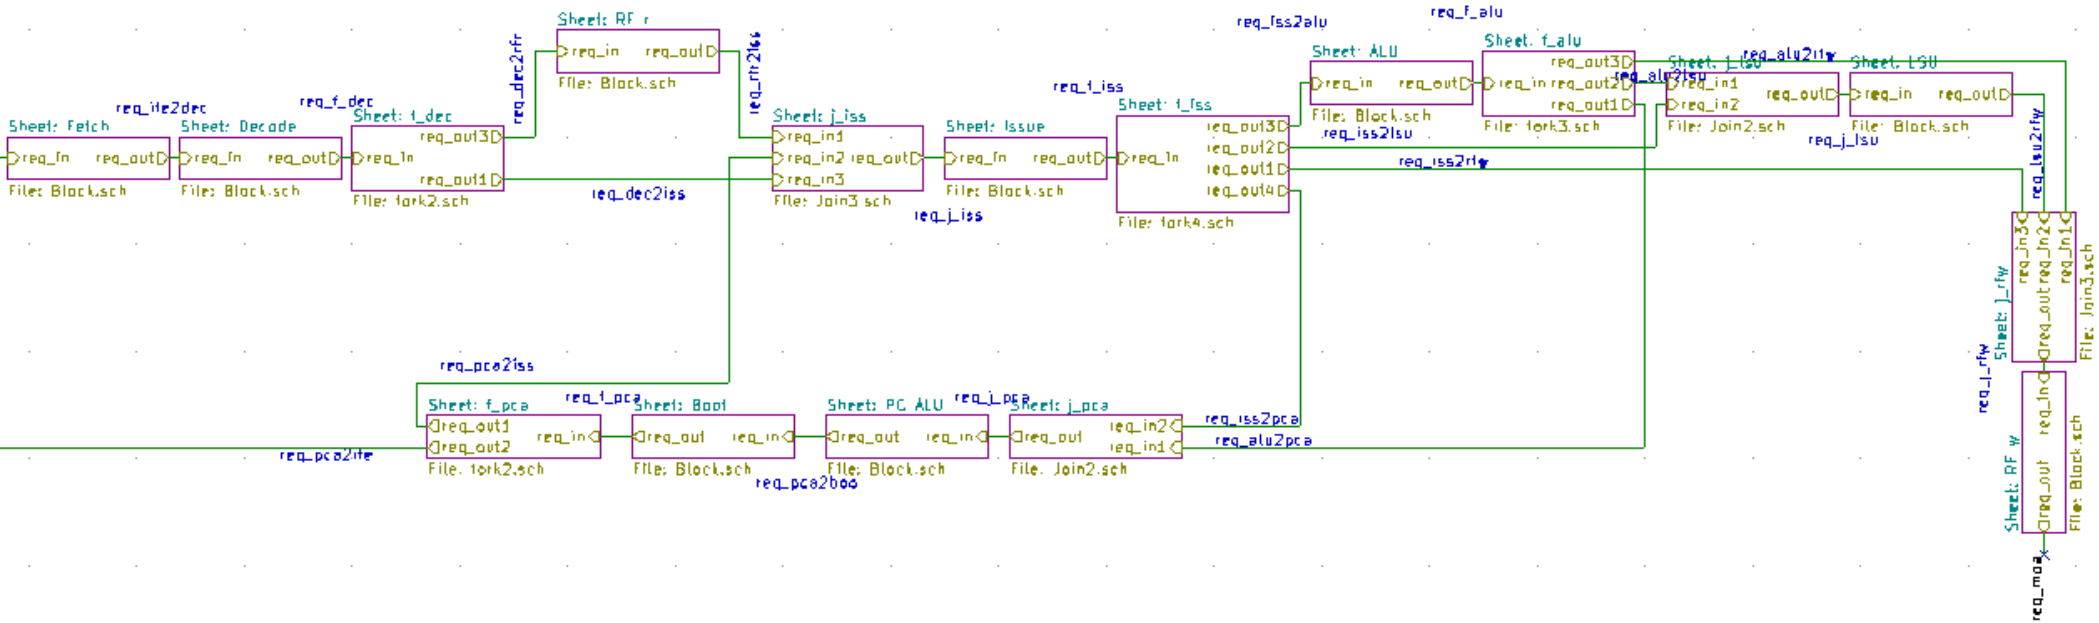 Sheet: RF_r
req_in req_out
File: Block.sch
req_dec2rfr
req_rfr2iss
req_ife2dec
req_f_dec
Sheet: Fetch
req_in req_out
File: Block.sch
Sheet: Decode
req_in req_out
File: Block.sch
Sheet: f_dec
req_out3
req_in
req_out1
File: fork2.sch
req_dec2iss
Sheet: j_iss
req_in1
req_in2 req_out
req_in3
File: Join3.sch
req_j_iss
Sheet: Issue
req_in req_out
File: Block.sch
req_f_iss
Sheet: f_Iss
req_out3
req_out2
req_in
req_out1
req_out4
File: fork4.sch
req_iss2alu
Sheet: ALU
req_in req_out
File: Block.sch
req_iss2lsu
req_iss2rfw
req_f_alu
Sheet: f_alu
req_out3
req_in req_out2
req_out1
File: fork3.sch
req_alu2rfw
req_alu2lsu
Sheet: j_lsu
req_in1
req_out
req_in2
File: Join2.sch
Sheet: LSU
req_in req_out
File: Block.sch
req_j_lsu
req_lsu2rfw
Sheet: j_rfw
req_in3
req_in2
req_in1
req_out
File: Join3.sch
req_j_rfw
Sheet: RF_w
req_in
req_out
File: Block.sch
req_moa
req_pca2iss
req_pca2ife
Sheet: f_pca
req_out1
req_in
req_out2
File: fork2.sch
req_f_pca
Sheet: Boot
req_out req_in
File: Block.sch
req_pca2boo
Sheet: PC_ALU
req_out req_in
File: Block.sch
req_j_pca
Sheet: j_pca
req_in2
req_out
req_in1
File: Join2.sch
req_iss2pca
req_alu2pca